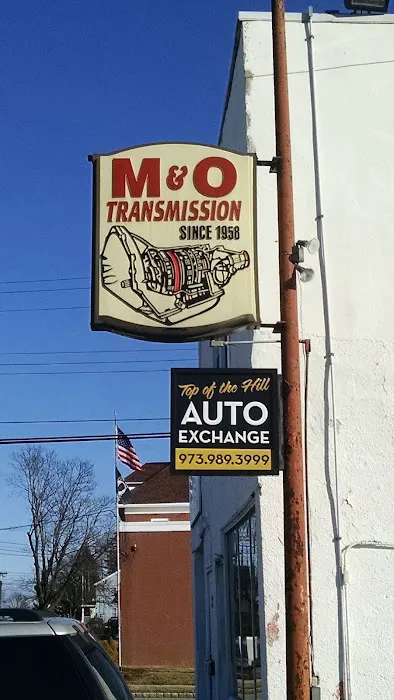 M & O
TRANSMISSION
SINCE 1958
Top of the Hill
AUTO
EXCHANGE
973.989.3999